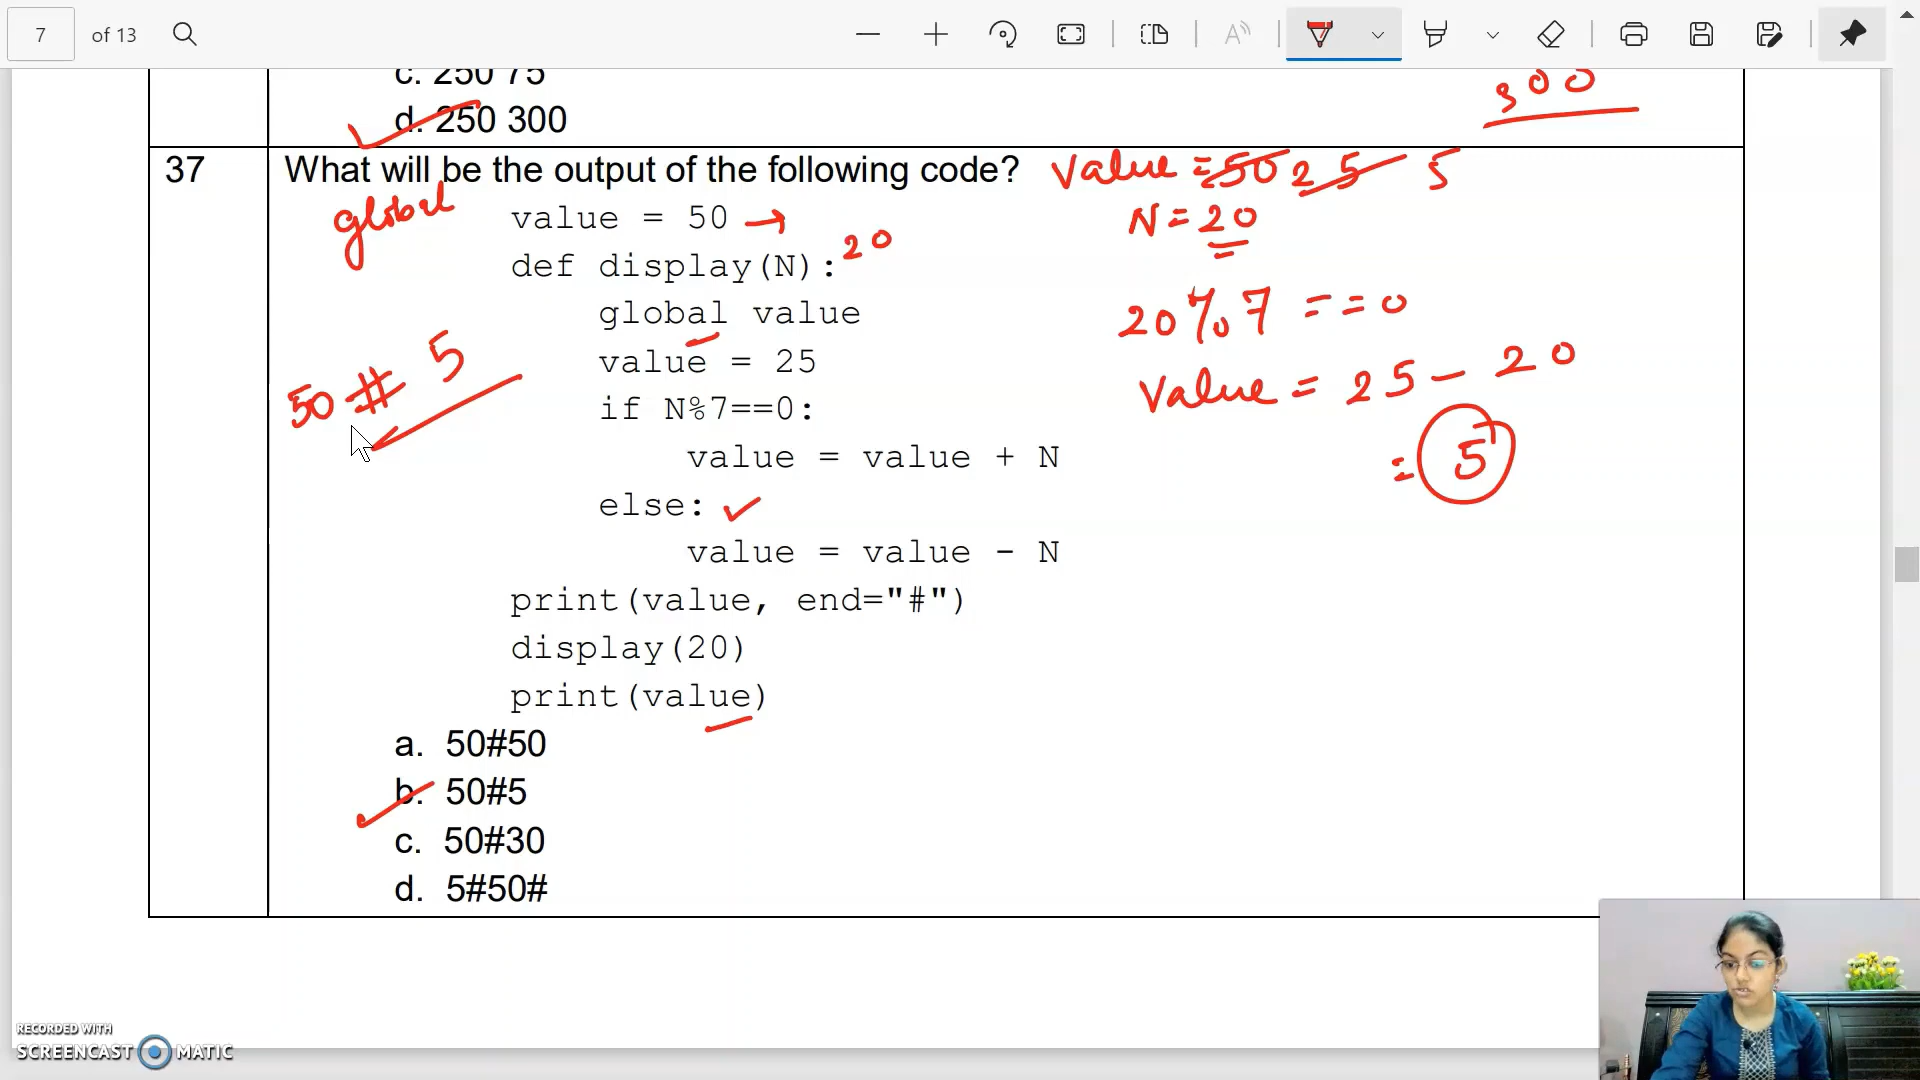 7 of 13
c. 250 75
d. 250 300
300
37 What will be the output of the following code? Value = 50 25 5
global value = 50 → N = 20
def display(N): 20
global value 20 % 7 == 0
value = 25 Value = 25 - 20
50 # 5 if N%7==0: = 5
value = value + N
else:
value = value - N
print(value, end="#")
display(20)
print(value)
a. 50#50
b. 50#5
c. 50#30
d. 5#50#
RECORDED WITH
SCREENCAST MATIC